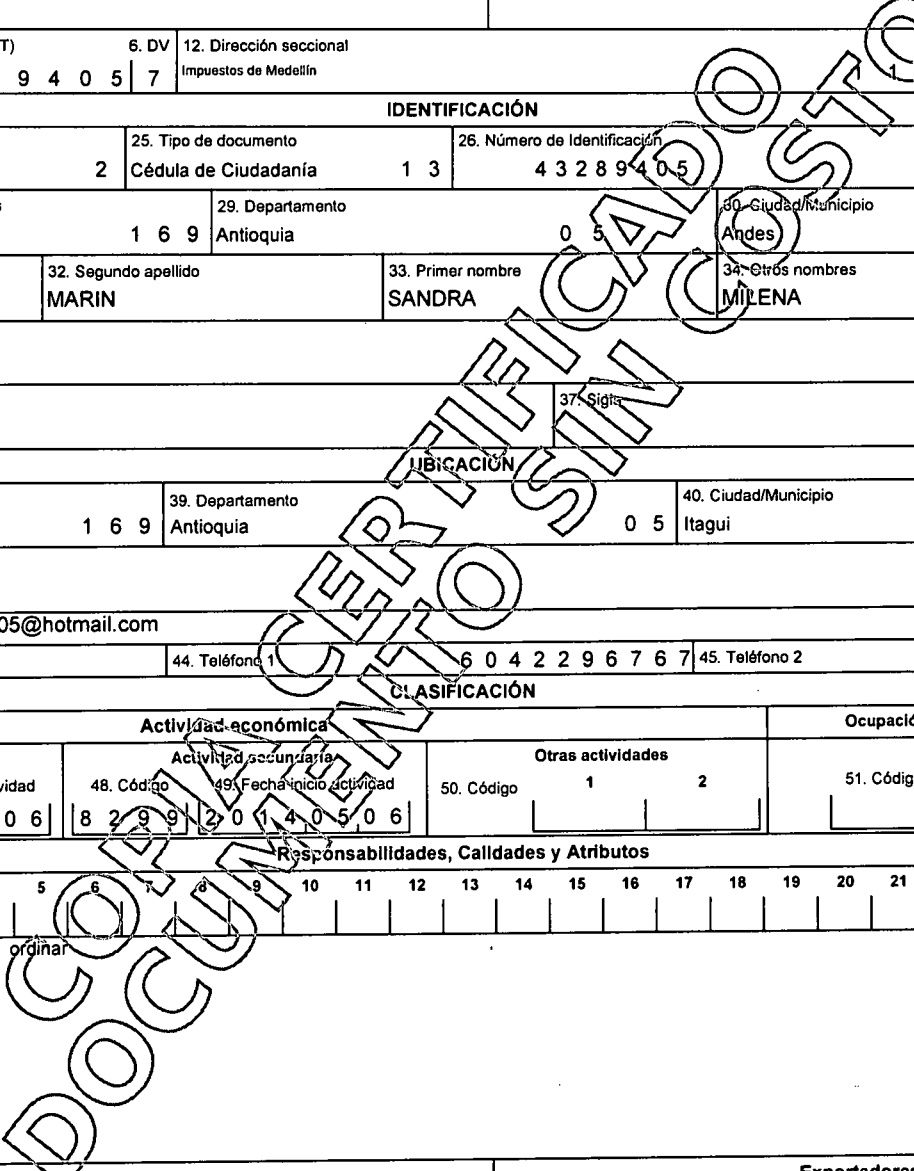 T) 6. DV 12. Dirección seccional
9 4 0 5 7 Impuestos de Medellín 1 1
IDENTIFICACIÓN
25. Tipo de documento 26. Número de Identificación
2 Cédula de Ciudadanía 1 3 4 3 2 8 9 4 0 5
29. Departamento 30. Ciudad/Municipio
1 6 9 Antioquia 0 5 Andes
32. Segundo apellido 33. Primer nombre 34. Otros nombres
MARIN SANDRA MILENA
37. Sigla
UBICACIÓN
39. Departamento 40. Ciudad/Municipio
1 6 9 Antioquia 0 5 Itagui
05@hotmail.com
44. Teléfono 1 6 0 4 2 2 9 6 7 6 7 45. Teléfono 2
CLASIFICACIÓN
Actividad económica Ocupació
Actividad secundaria Otras actividades
vidad 48. Código 49. Fecha inicio actividad 50. Código 1 2 51. Códig
0 6 8 2 9 9 2 0 1 4 0 5 0 6
Responsabilidades, Calidades y Atributos
5 6 7 8 9 10 11 12 13 14 15 16 17 18 19 20 21
ordinar
Exportadores
COPIA CERTIFICADO
DOCUMENTO SIN COSTO